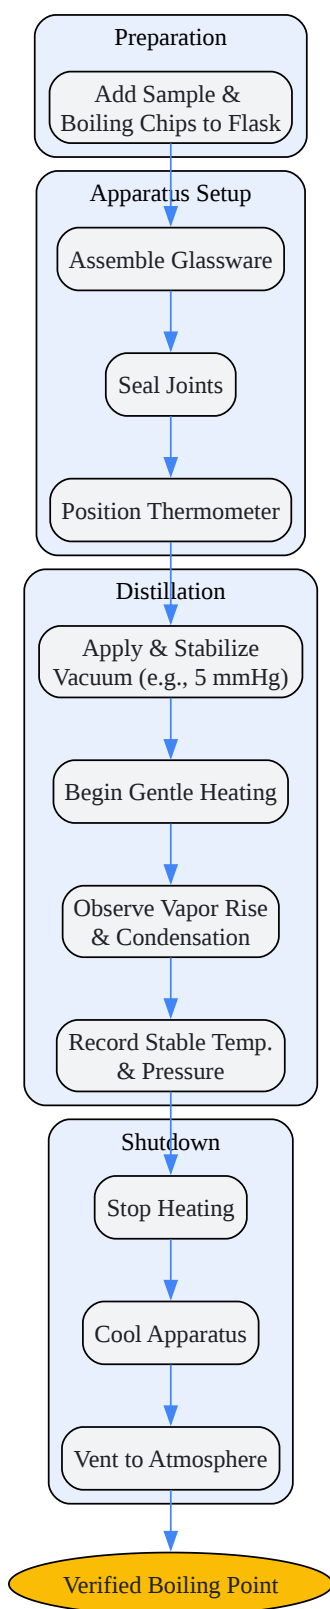 Preparation
Add Sample &
Boiling Chips to Flask
Apparatus Setup
Assemble Glassware
Seal Joints
Position Thermometer
Distillation
Apply & Stabilize
Vacuum (e.g., 5 mmHg)
Begin Gentle Heating
Observe Vapor Rise
& Condensation
Record Stable Temp.
& Pressure
Shutdown
Stop Heating
Cool Apparatus
Vent to Atmosphere
Verified Boiling Point